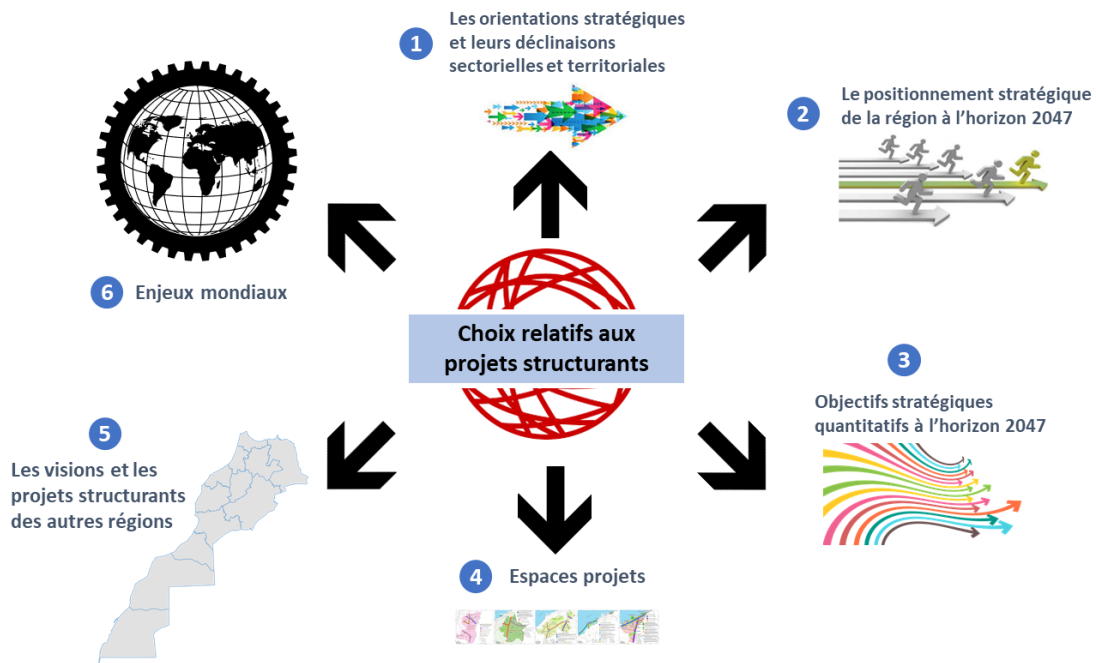 1
Les orientations stratégiques
et leurs déclinaisons
sectorielles et territoriales
2
Le positionnement stratégique
de la région à l’horizon 2047
3
Objectifs stratégiques
quantitatifs à l’horizon 2047
4
Espaces projets
5
Les visions et les
projets structurants
des autres régions
6
Enjeux mondiaux
Choix relatifs aux
projets structurants